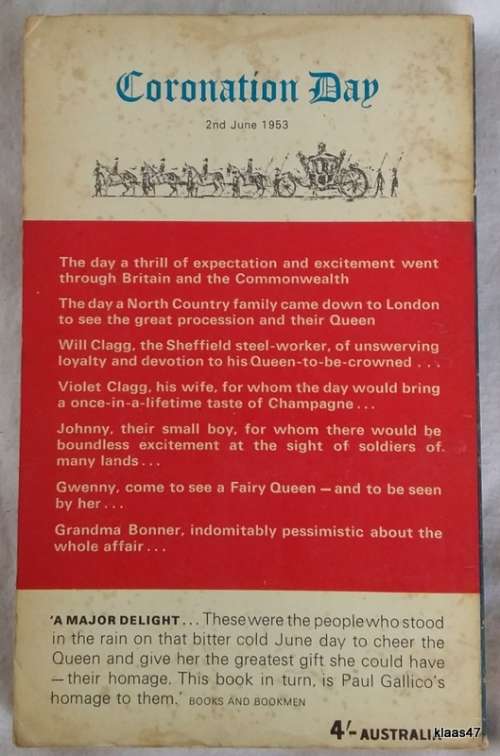 Coronation Day
2nd June 1953
The day a thrill of expectation and excitement went
through Britain and the Commonwealth
The day a North Country family came down to London
to see the great procession and their Queen
Will Clagg, the Sheffield steel-worker, of unswerving
loyalty and devotion to his Queen-to-be-crowned . . .
Violet Clagg, his wife, for whom the day would bring
a once-in-a-lifetime taste of Champagne . . .
Johnny, their small boy, for whom there would be
boundless excitement at the sight of soldiers of
many lands . . .
Gwenny, come to see a Fairy Queen — and to be seen
by her . . .
Grandma Bonner, indomitably pessimistic about the
whole affair . . .
'A MAJOR DELIGHT . . . These were the people who stood
in the rain on that bitter cold June day to cheer the
Queen and give her the greatest gift she could have
— their homage. This book in turn, is Paul Gallico's
homage to them.' BOOKS AND BOOKMEN
4/- AUSTRALIA
klaas47